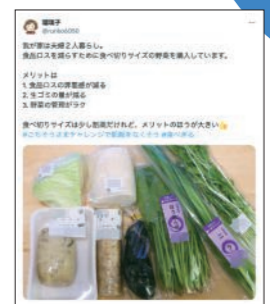 瑠璃子
@ruriko6060
我が家は夫婦２人暮らし。
食品ロスを減らすために食べ切りサイズの野菜を購入しています。
メリットは
1. 食品ロスの罪悪感が減る
2. 生ゴミの量が減る
3. 野菜の管理がラク
食べ切りサイズは少し割高だけれど、メリットのほうが大きい👍